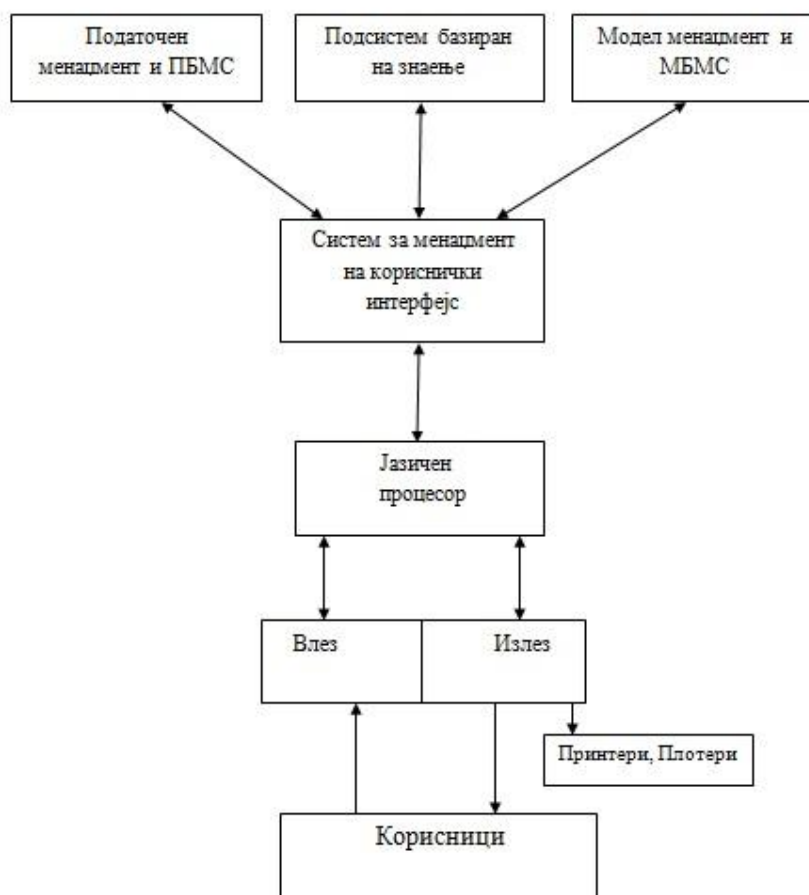 Податочен
менаџмент и ПБМС
Подсистем базиран
на знаење
Модел менаџмент и
МБМС
Систем за менаџмент
на кориснички
интерфејс
Јазичен
процесор
Влез
Излез
Принтери, Плотери
Корисници